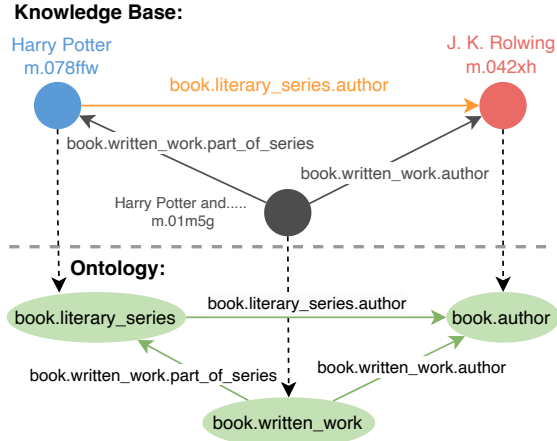 Knowledge Base:
Harry Potter
m.078ffw
J. K. Rolwing
m.042xh
book.literary_series.author
book.written_work.part_of_series
book.written_work.author
Harry Potter and.....
m.01m5g
Ontology:
book.literary_series
book.literary_series.author
book.author
book.written_work.part_of_series
book.written_work.author
book.written_work